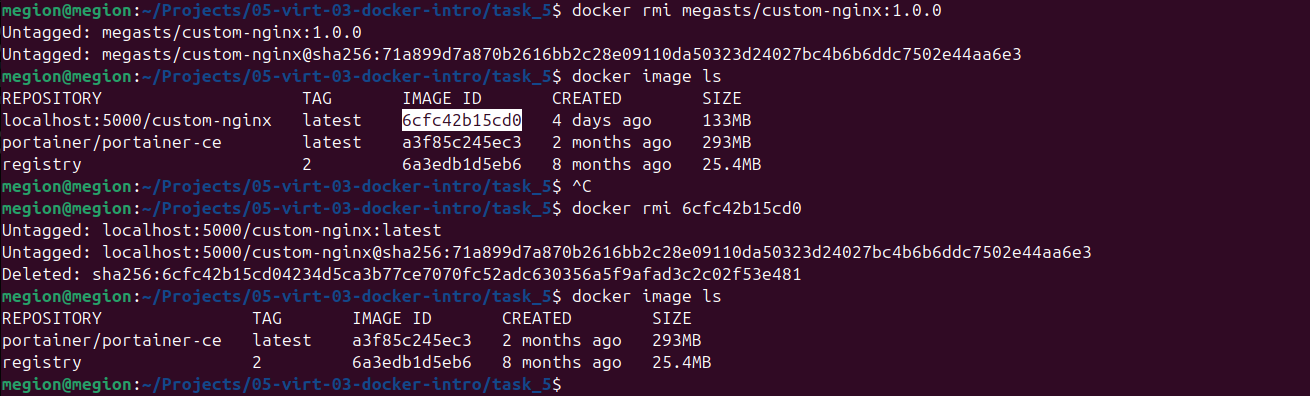 megion@megion:~/Projects/05-virt-03-docker-intro/task_5$ docker rmi megasts/custom-nginx:1.0.0
Untagged: megasts/custom-nginx:1.0.0
Untagged: megasts/custom-nginx@sha256:71a899d7a870b2616bb2c28e09110da50323d24027bc4b6b6ddc7502e44aa6e3
megion@megion:~/Projects/05-virt-03-docker-intro/task_5$ docker image ls
REPOSITORY                    TAG       IMAGE ID       CREATED        SIZE
localhost:5000/custom-nginx   latest    6cfc42b15cd0   4 days ago     133MB
portainer/portainer-ce        latest    a3f85c245ec3   2 months ago   293MB
registry                      2         6a3edb1d5eb6   8 months ago   25.4MB
megion@megion:~/Projects/05-virt-03-docker-intro/task_5$ ^C
megion@megion:~/Projects/05-virt-03-docker-intro/task_5$ docker rmi 6cfc42b15cd0
Untagged: localhost:5000/custom-nginx:latest
Untagged: localhost:5000/custom-nginx@sha256:71a899d7a870b2616bb2c28e09110da50323d24027bc4b6b6ddc7502e44aa6e3
Deleted: sha256:6cfc42b15cd04234d5ca3b77ce7070fc52adc630356a5f9afad3c2c02f53e481
megion@megion:~/Projects/05-virt-03-docker-intro/task_5$ docker image ls
REPOSITORY               TAG       IMAGE ID       CREATED        SIZE
portainer/portainer-ce   latest    a3f85c245ec3   2 months ago   293MB
registry                 2         6a3edb1d5eb6   8 months ago   25.4MB
megion@megion:~/Projects/05-virt-03-docker-intro/task_5$